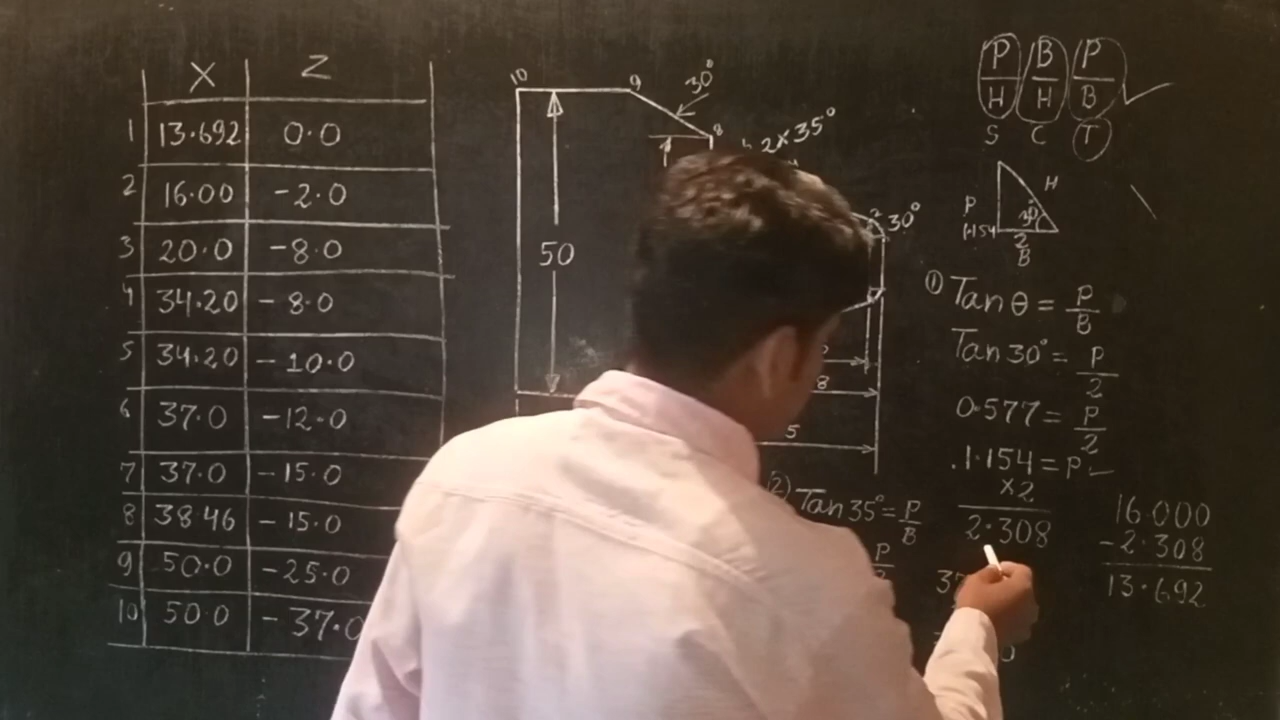 X Z
1 13.692 0.0
2 16.00 -2.0
3 20.0 -8.0
4 34.20 -8.0
5 34.20 -10.0
6 37.0 -12.0
7 37.0 -15.0
8 38.46 -15.0
9 50.0 -25.0
10 50.0 -37.0
10 9 30°
8
2×35°
50
2 30°
8
5
P B P
H H B
S C T
H
P
1.154 30°
2
B
① Tan θ = P/B
Tan 30° = P/2
0.577 = P/2
1.154 = P
×2
2.308
16.000
-2.308
13.692
(2) Tan 35° = P/B